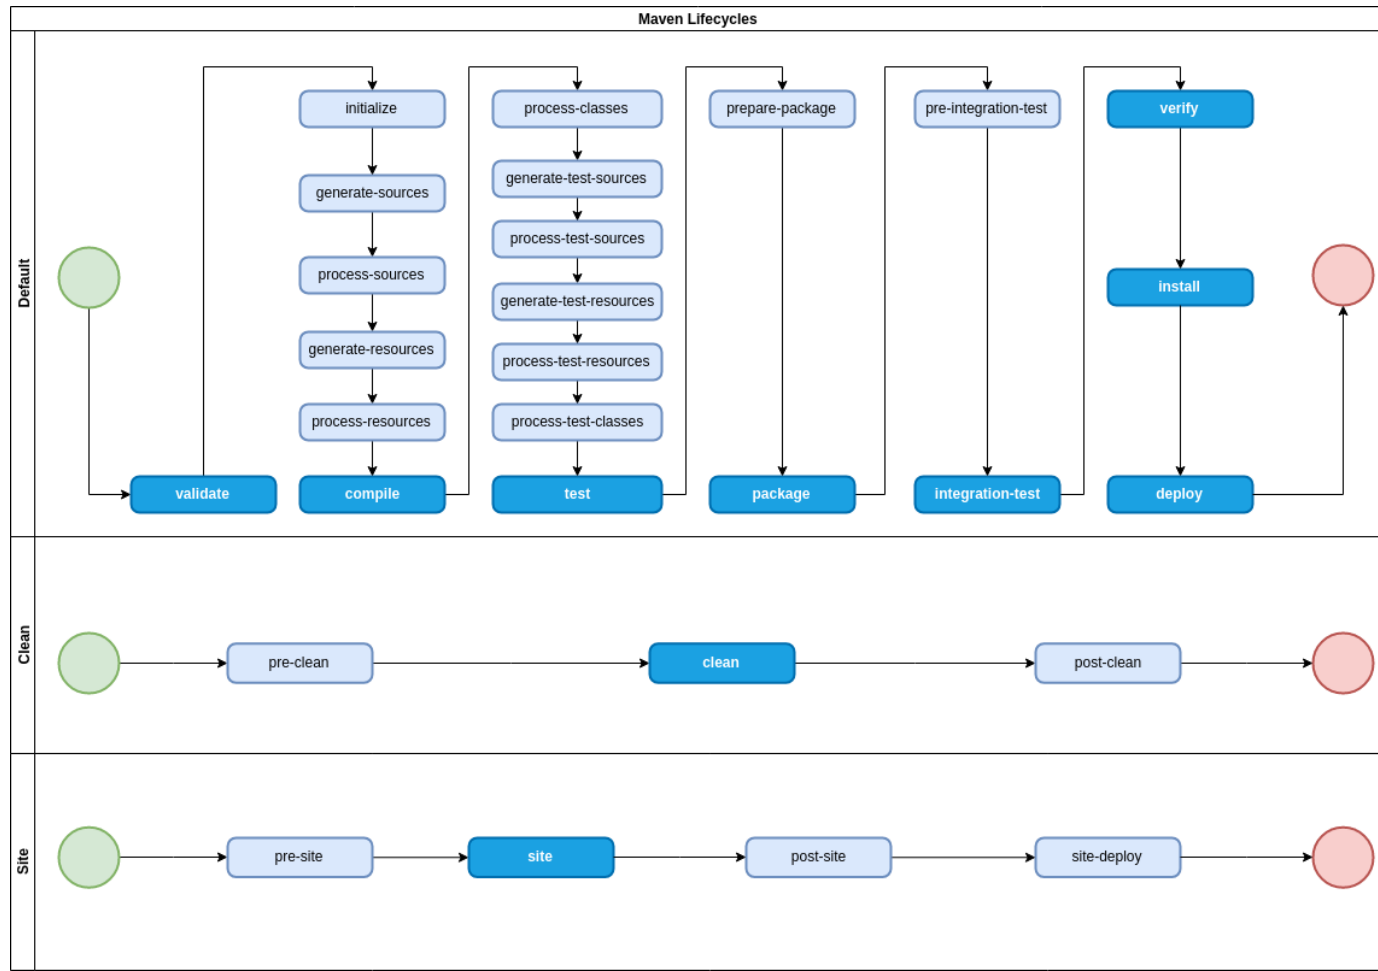 Maven Lifecycles
Default
validate
initialize
generate-sources
process-sources
generate-resources
process-resources
compile
process-classes
generate-test-sources
process-test-sources
generate-test-resources
process-test-resources
process-test-classes
test
prepare-package
package
pre-integration-test
integration-test
verify
install
deploy
Clean
pre-clean
clean
post-clean
Site
pre-site
site
post-site
site-deploy